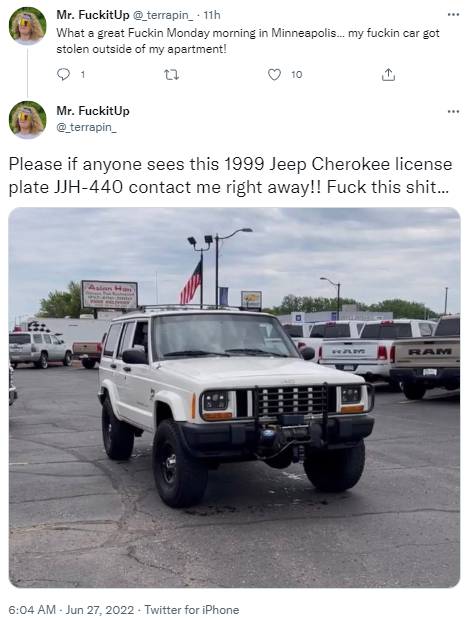 Mr. FuckitUp @_terrapin_ · 11h
What a great Fuckin Monday morning in Minneapolis... my fuckin car got
stolen outside of my apartment!
1
10
Mr. FuckitUp
@_terrapin_
Please if anyone sees this 1999 Jeep Cherokee license
plate JJH-440 contact me right away!! Fuck this shit...
Asian Han
RAM
RAM
6:04 AM · Jun 27, 2022 · Twitter for iPhone